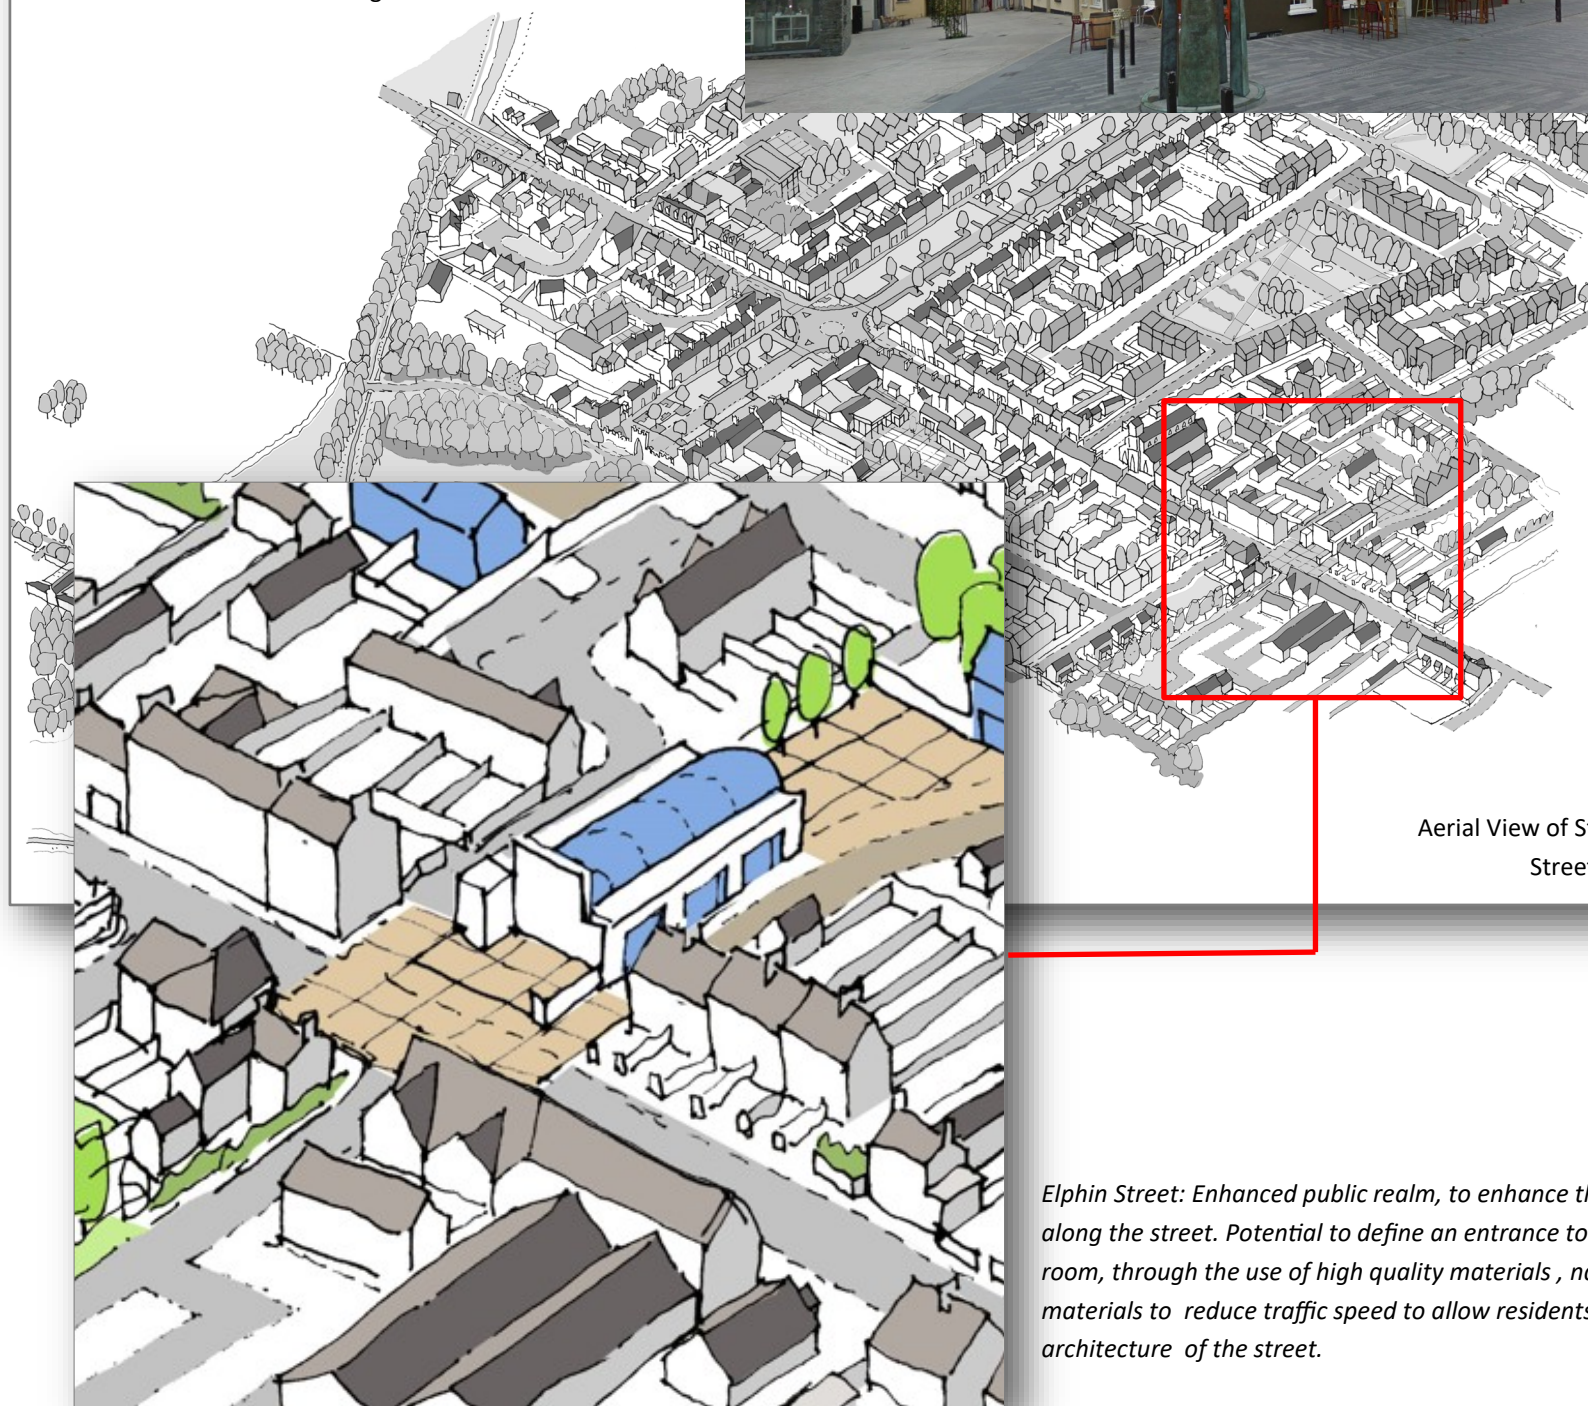 Aerial View of
Street
Elphin Street: Enhanced public realm, to enhance
along the street. Potential to define an entrance to
room, through the use of high quality materials ,
materials to  reduce traffic speed to allow residents
architecture  of the street.